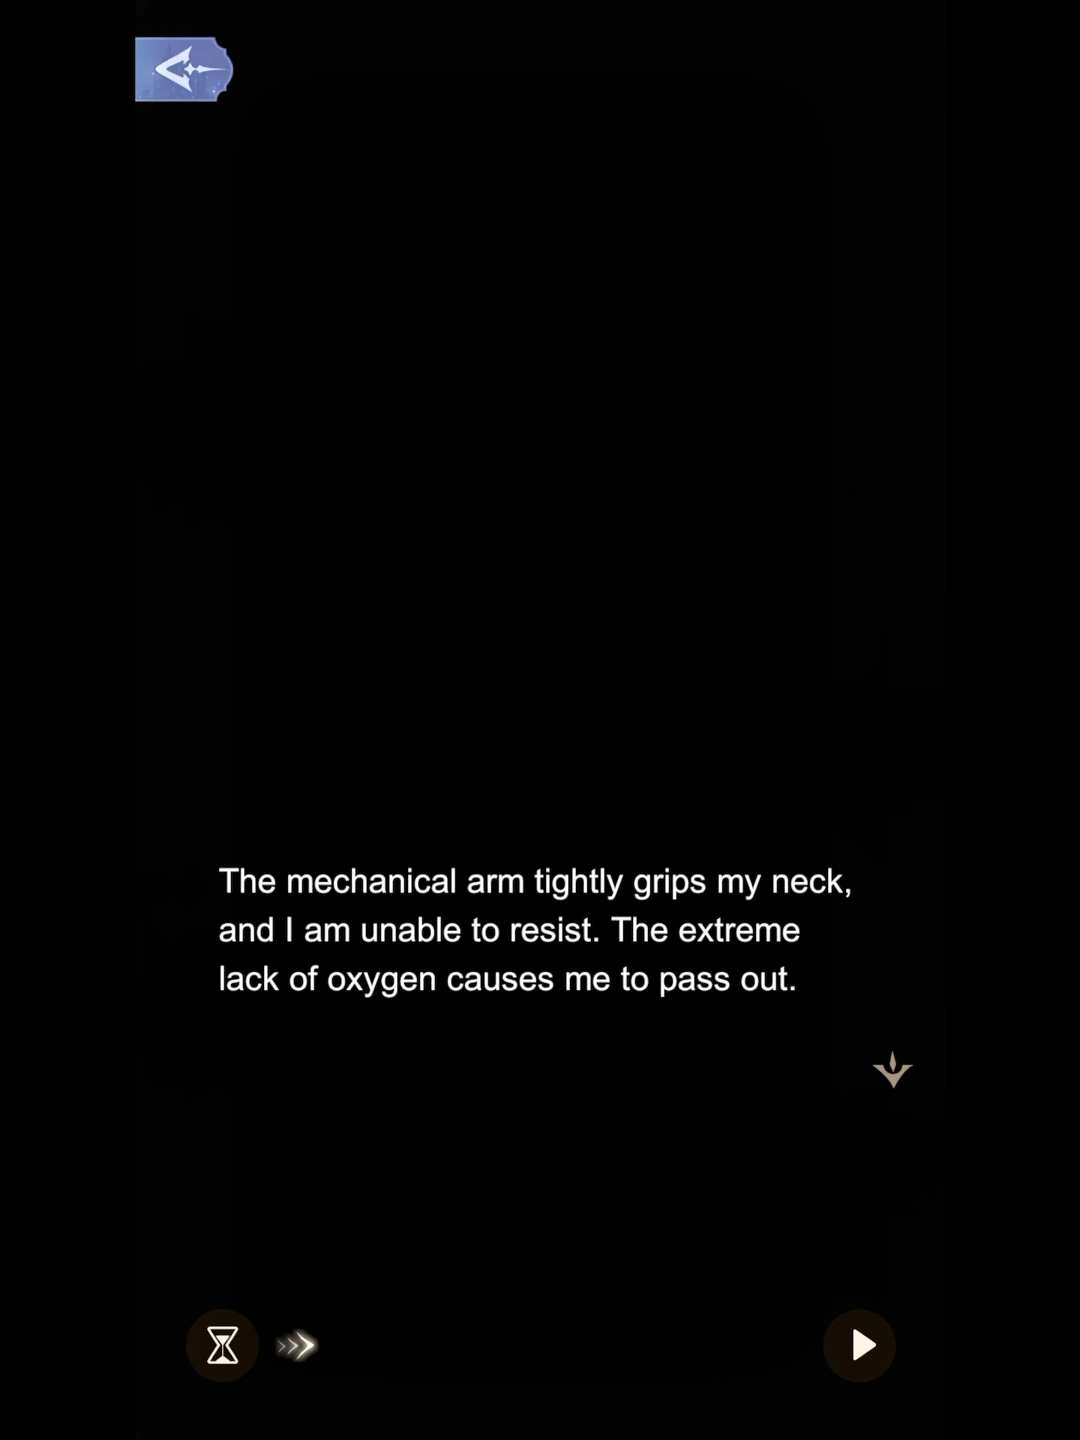 The mechanical arm tightly grips my neck,
and I am unable to resist. The extreme
lack of oxygen causes me to pass out.